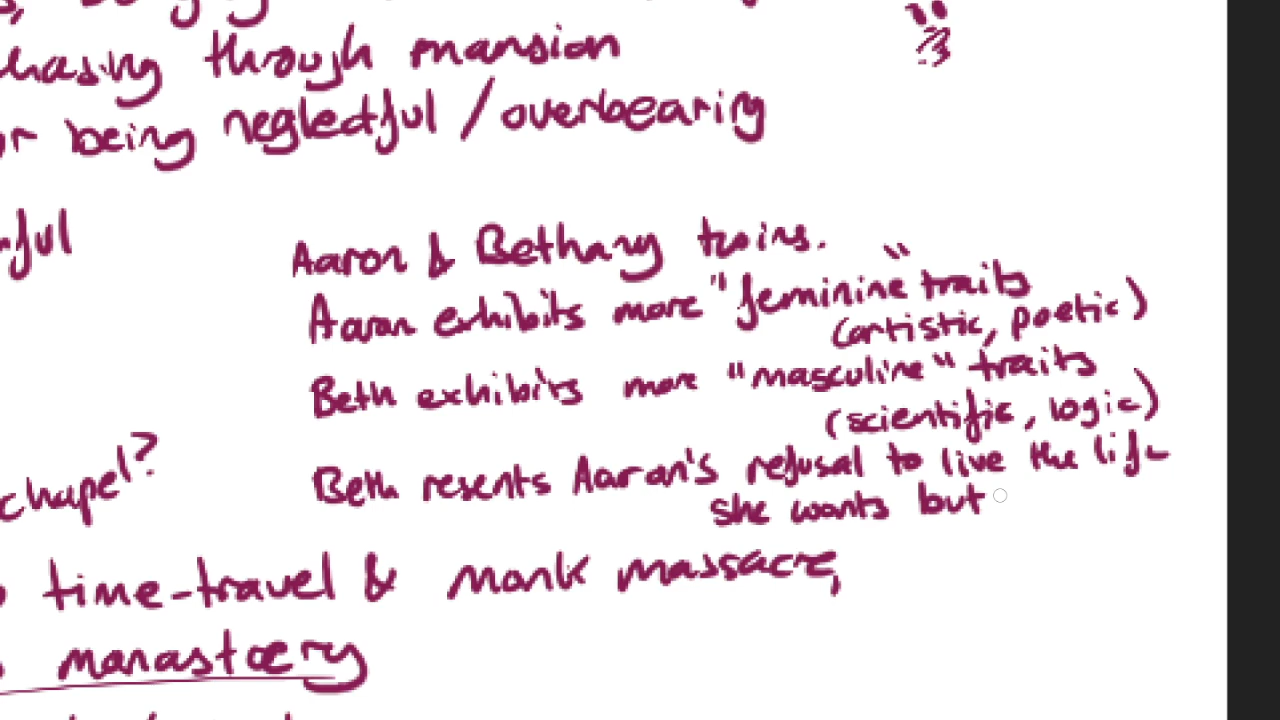 through mansion
being neglectful / overbearing
Aaron & Bethany twins.
Aaron exhibits more "feminine" traits
(artistic, poetic)
Beth exhibits more "masculine" traits
(scientific, logic)
Beth resents Aaron's refusal to live the life
chapel?
she wants but
time-travel & monk massacre,
manastery